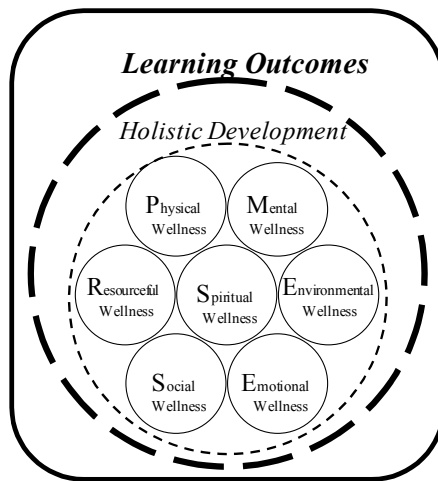 Learning Outcomes
Holistic Development
Physical Mental
Wellness Wellness
Resourceful Spiritual Environmental
Wellness Wellness Wellness
Social Emotional
Wellness Wellness